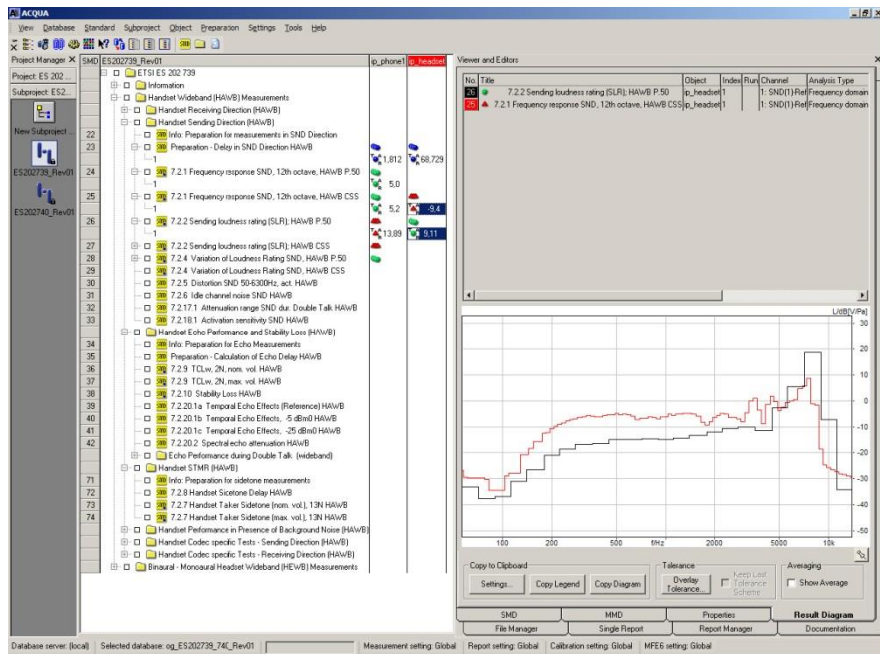 ACQUA
View Database Standard Subproject Object Preparation Settings Tools Help
Project Manager
Project: ES 202 ...
Subproject: ES2...
New Subproject ...
ES202739_Rev01
ES202740_Rev01
SMD ES202739_Rev01 ip_phone1 ip_headset
ETSI ES 202 739
Information
Handset Wideband (HAWB) Measurements
Handset Receiving Direction (HAWB)
Handset Sending Direction (HAWB)
22 Info: Preparation for measurements in SND Direction
23 Preparation - Delay in SND Direction HAWB
1 1,812 68,729
24 7.2.1 Frequency response SND, 12th octave, HAWB P.50
1 5,0
25 7.2.1 Frequency response SND, 12th octave, HAWB CSS
1 5,2 -9,4
26 7.2.2 Sending loudness rating (SLR); HAWB P.50
1 13,89 9,11
27 7.2.2 Sending loudness rating (SLR); HAWB CSS
28 7.2.4 Variation of Loudness Rating SND, HAWB P.50
29 7.2.4 Variation of Loudness Rating SND, HAWB CSS
30 7.2.5 Distortion SND 50-6300Hz, act. HAWB
31 7.2.6 Idle channel noise SND HAWB
32 7.2.17.1 Attenuation range SND dur. Double Talk HAWB
33 7.2.18.1 Activation sensitivity SND HAWB
Handset Echo Performance and Stability Loss (HAWB)
34 Info: Preparation for Echo Measurements
35 Preparation - Calculation of Echo Delay HAWB
36 7.2.9 TCLw, 2N, nom. vol. HAWB
37 7.2.9 TCLw, 2N, max. vol. HAWB
38 7.2.10 Stability Loss HAWB
39 7.2.20.1a Temporal Echo Effects (Reference) HAWB
40 7.2.20.1b Temporal Echo Effects, -5 dBm0 HAWB
41 7.2.20.1c Temporal Echo Effects, -25 dBm0 HAWB
42 7.2.20.2 Spectral echo attenuation HAWB
Echo Performance during Double Talk (wideband)
Handset STMR (HAWB)
71 Info: Preparation for sidetone measurements
72 7.2.8 Handset Sicetone Delay HAWB
73 7.2.7 Handset Taker Sidetone (nom. vol.), 13N HAWB
74 7.2.7 Handset Taker Sidetone (max. vol.), 13N HAWB
Handset Performance in Presence of Background Noise (HAWB)
Handset Codec specific Tests - Sending Direction (HAWB)
Handset Codec specific Tests - Receiving Direction (HAWB)
Binaural - Monoaural Headset Wideband (HEWB) Measurements
Viewer and Editors
No. Title Object Index Run Channel Analysis Type
26 7.2.2 Sending loudness rating (SLR); HAWB P.50 ip_headset 1 1: SND(1)-Ref Frequency domain
25 7.2.1 Frequency response SND, 12th octave, HAWB CSS ip_headset 1 1: SND(1)-Ref Frequency domain
L/dB[V/Pa]
30
20
10
0
-10
-20
-30
-40
-50
100 200 500 f/Hz 2000 5000 10k
Copy to Clipboard Tolerance Averaging
Settings... Copy Legend Copy Diagram Overlay Tolerance... Keep Last Tolerance Scheme Show Average
SMD MMD Properties Result Diagram
File Manager Single Report Report Manager Documentation
Database server: (local) Selected database: og_ES202739_74(_Rev01 Measurement setting: Global Report setting: Global Calibration setting: Global MFE6 setting: Global